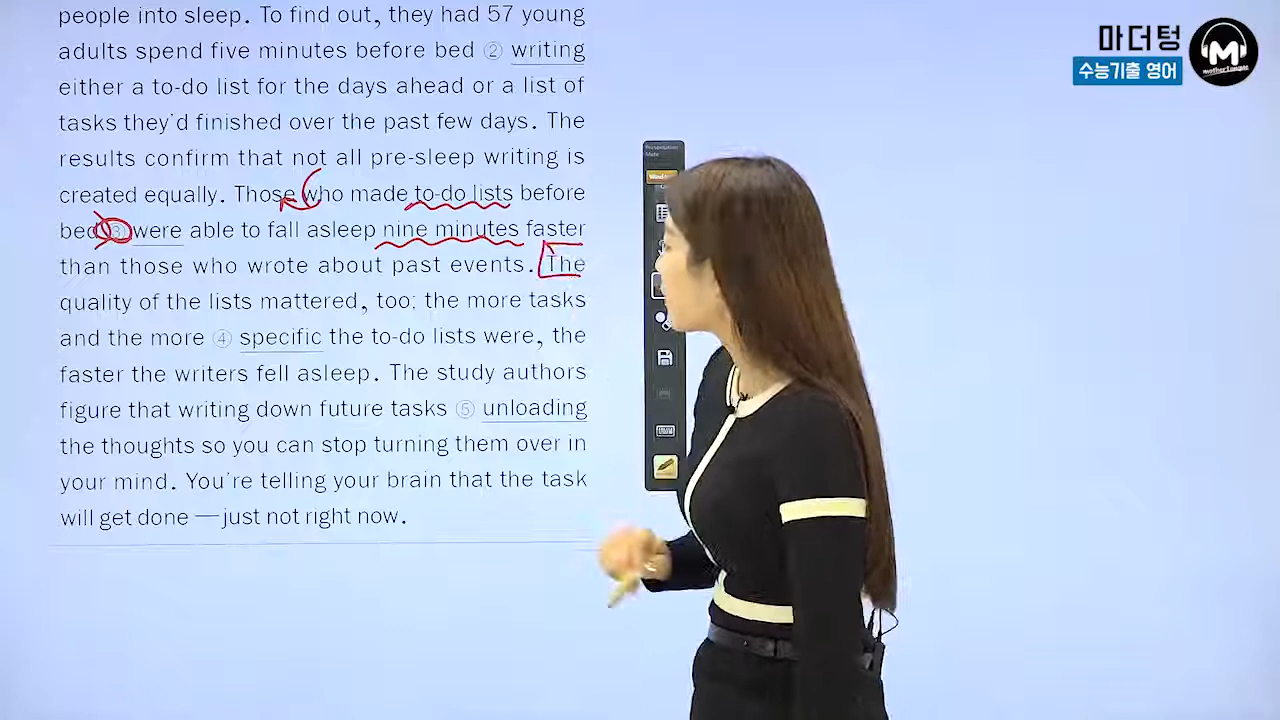 people into sleep. To find out, they had 57 young
adults spend five minutes before bed ② writing
either a to-do list for the days ahead or a list of
tasks they'd finished over the past few days. The
results confirm that not all pre-sleep writing is
created equally. Those who made to-do lists before
bed ③ were able to fall asleep nine minutes faster
than those who wrote about past events. The
quality of the lists mattered, too; the more tasks
and the more ④ specific the to-do lists were, the
faster the writers fell asleep. The study authors
figure that writing down future tasks ⑤ unloading
the thoughts so you can stop turning them over in
your mind. You're telling your brain that the task
will get done—just not right now.
마더텅
수능기출 영어
M
mother tongue
Presentation